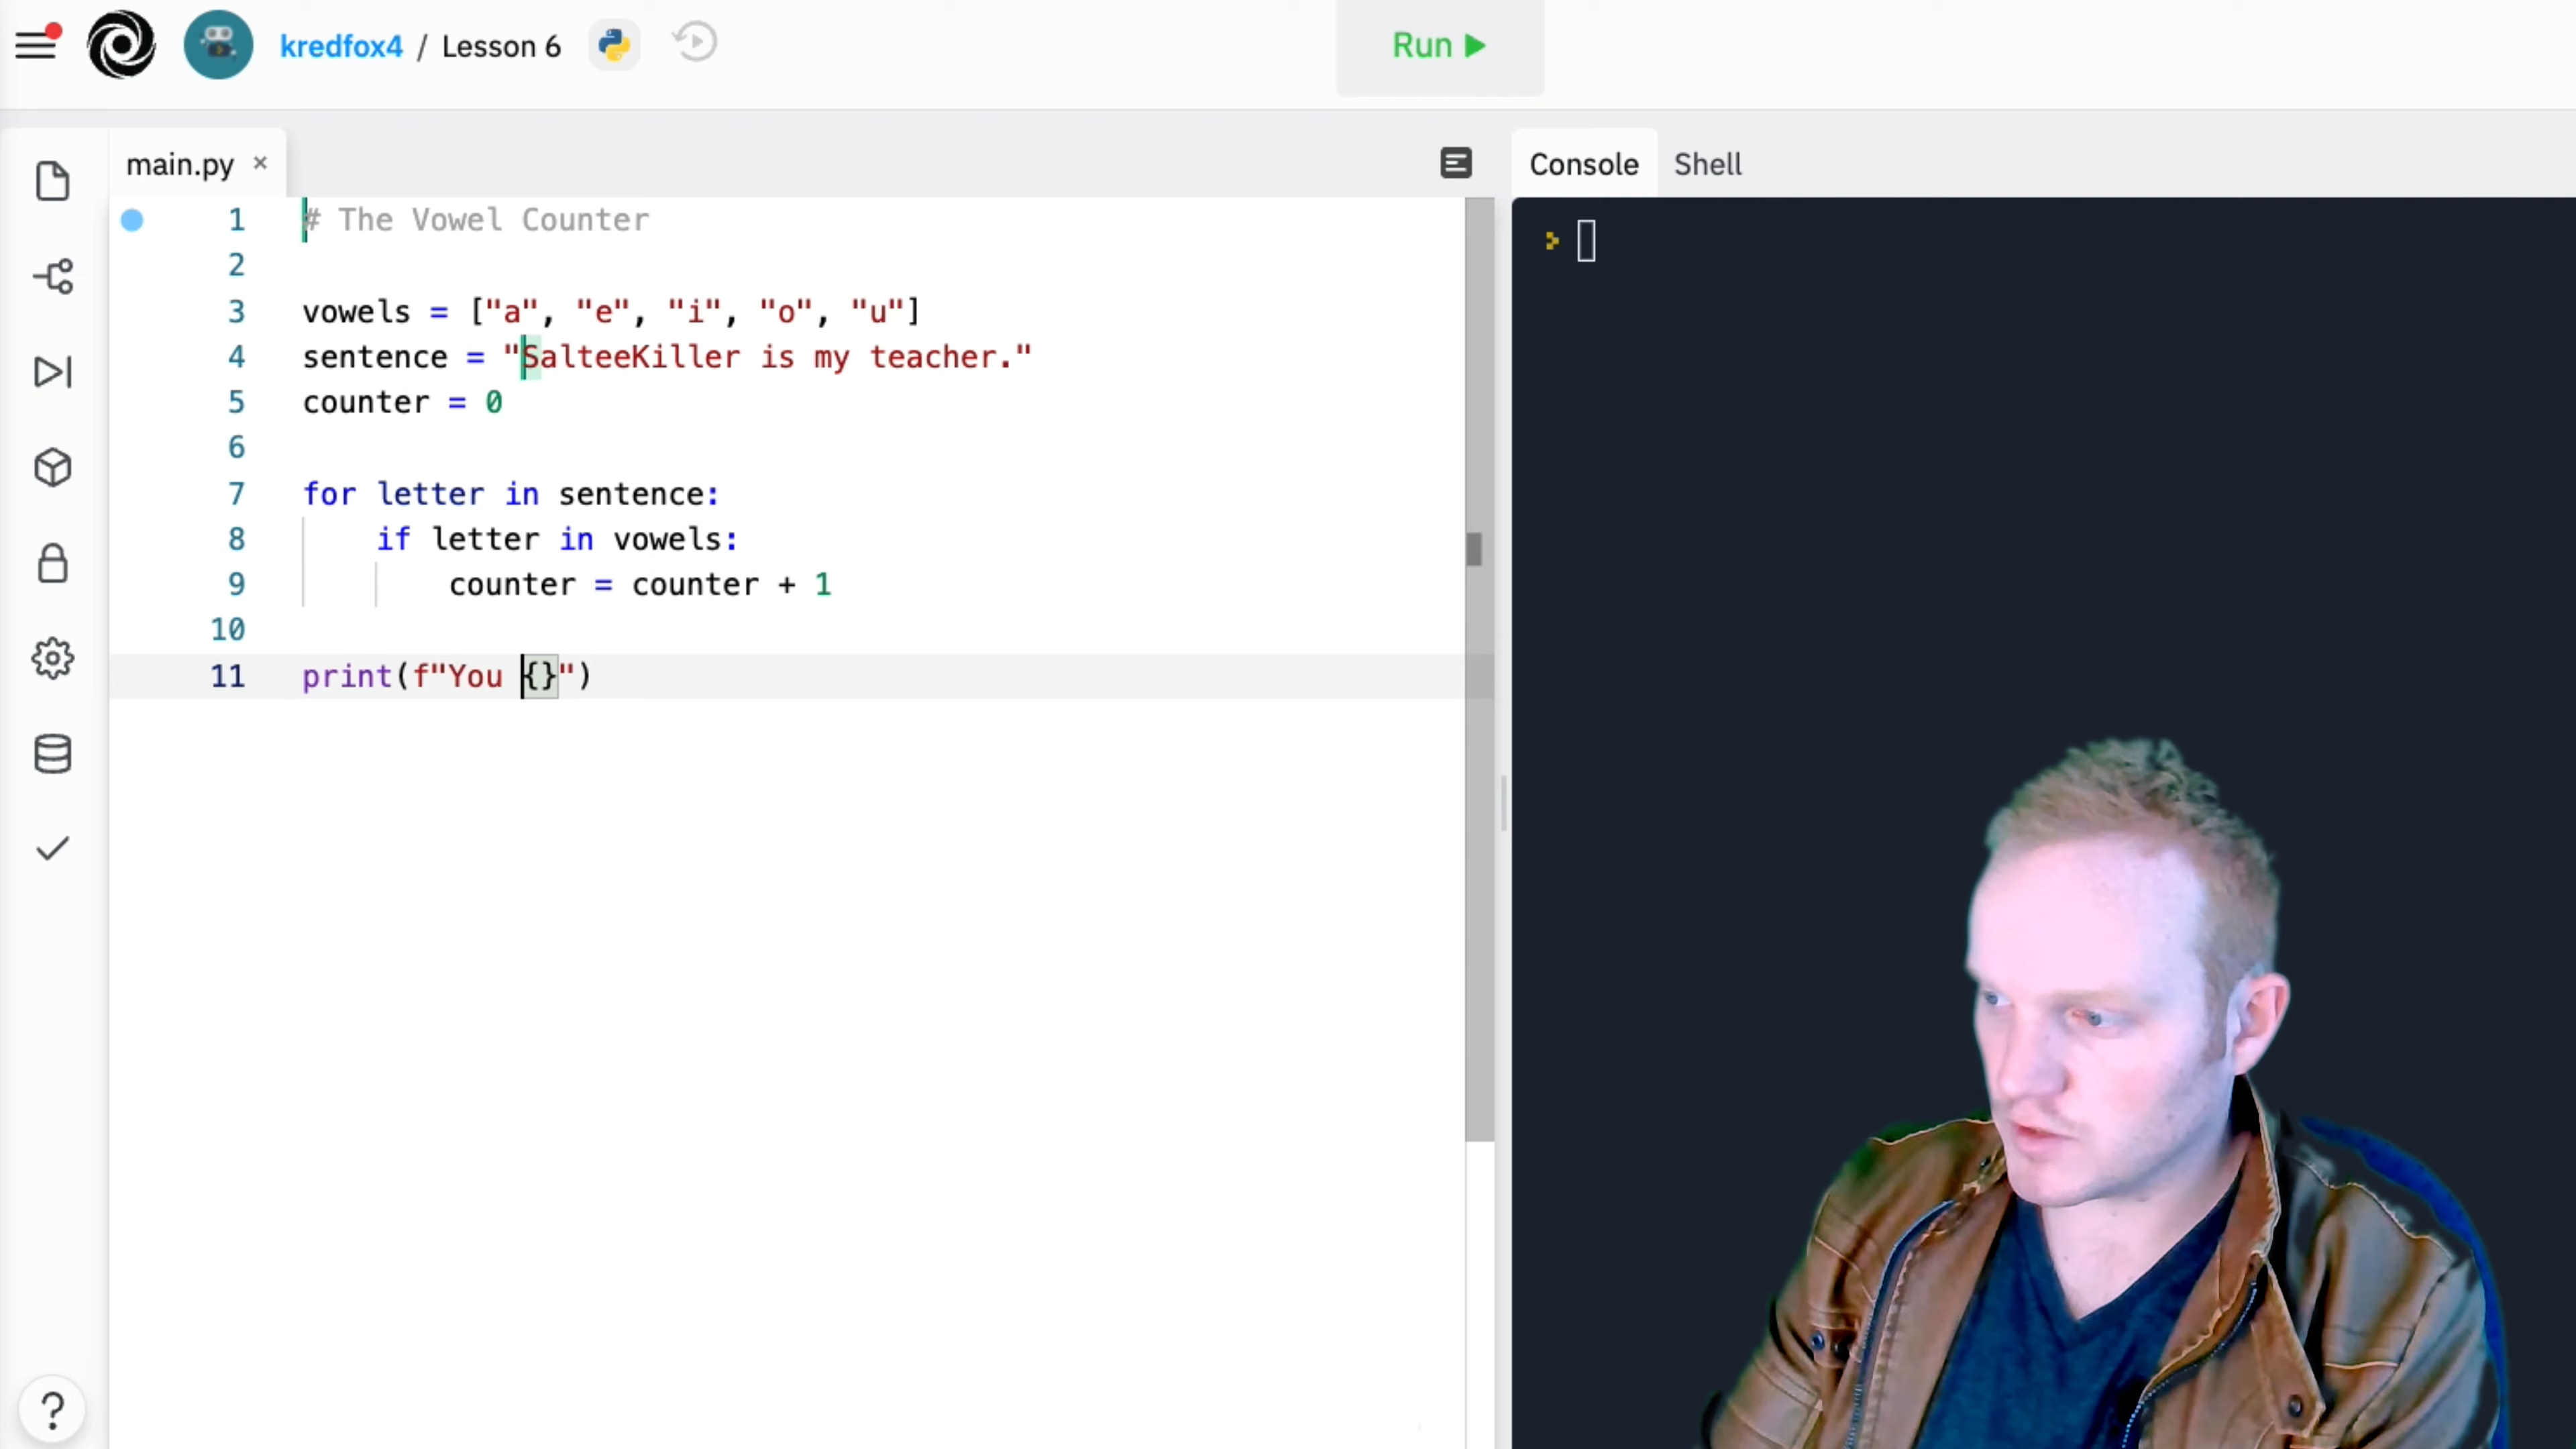 kredfox4 / Lesson 6
Run
main.py ×
Console Shell
1 # The Vowel Counter
2
3 vowels = ["a", "e", "i", "o", "u"]
4 sentence = "SalteeKiller is my teacher."
5 counter = 0
6
7 for letter in sentence:
8 if letter in vowels:
9 counter = counter + 1
10
11 print(f"You {}")
?